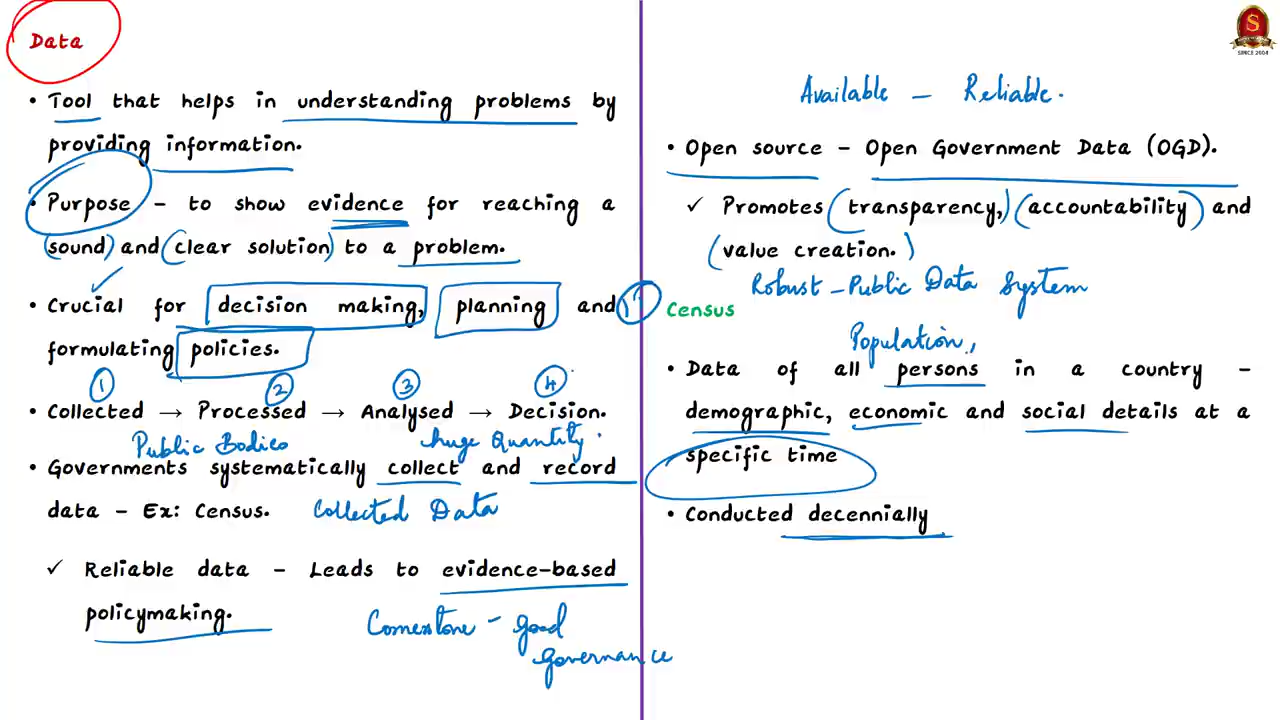 Data
• Tool that helps in understanding problems by
providing information.
• Purpose – to show evidence for reaching a
sound and clear solution to a problem.
• Crucial for decision making, planning and
formulating policies.
① ② ③ ④
• Collected → Processed → Analysed → Decision.
Public Bodies Huge Quantity.
• Governments systematically collect and record
data – Ex: Census. Collected Data
✓ Reliable data – Leads to evidence-based
policymaking.
Cornerstone – good
governance
S
SINCE 2004
Available – Reliable.
• Open source – Open Government Data (OGD).
✓ Promotes (transparency,) (accountability) and
(value creation.)
Robust – Public Data System
Census
Population,
• Data of all persons in a country –
demographic, economic and social details at a
specific time
• Conducted decennially